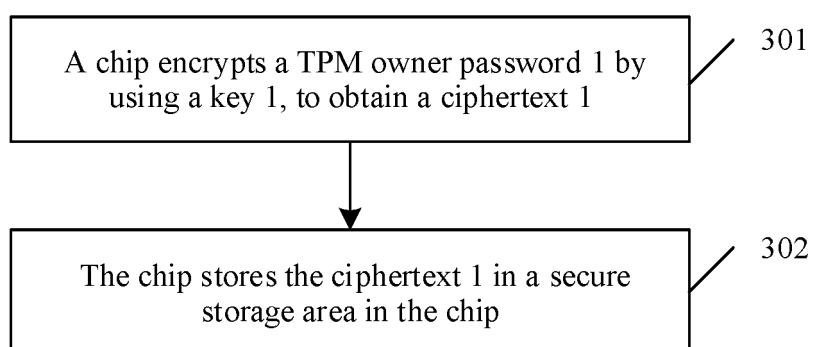 A chip encrypts a TPM owner password 1 by
using a key 1, to obtain a ciphertext 1
301
The chip stores the ciphertext 1 in a secure
storage area in the chip
302